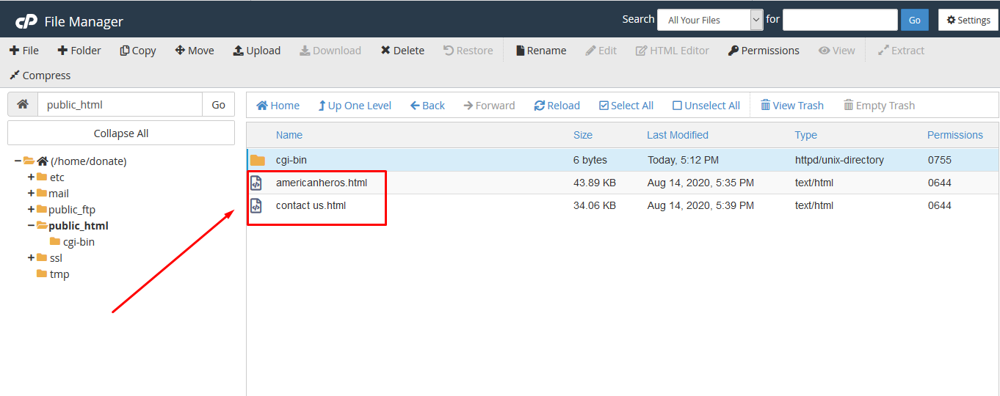 cP File Manager Search All Your Files for Go Settings
File Folder Copy Move Upload Download Delete Restore Rename Edit HTML Editor Permissions View Extract
Compress
public_html Go
Collapse All
(/home/donate)
etc
mail
public_ftp
public_html
cgi-bin
ssl
tmp
Home Up One Level Back Forward Reload Select All Unselect All View Trash Empty Trash
Name Size Last Modified Type Permissions
cgi-bin 6 bytes Today, 5:12 PM httpd/unix-directory 0755
americanheros.html 43.89 KB Aug 14, 2020, 5:35 PM text/html 0644
contact us.html 34.06 KB Aug 14, 2020, 5:39 PM text/html 0644